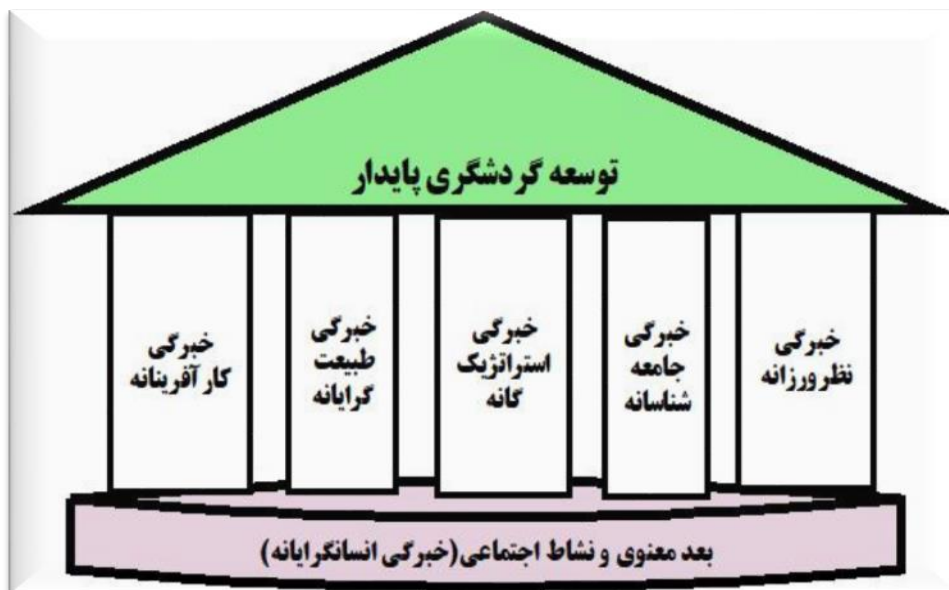 توسعه گردشگری پایدار
خبرگی
نظرورزانه
خبرگی
جامعه
شناسانه
خبرگی
استراتژیک
گانه
خبرگی
طبیعت
گرایانه
خبرگی
کارآفرینانه
بعد معنوی و نشاط اجتماعی(خبرگی انسانگرایانه)